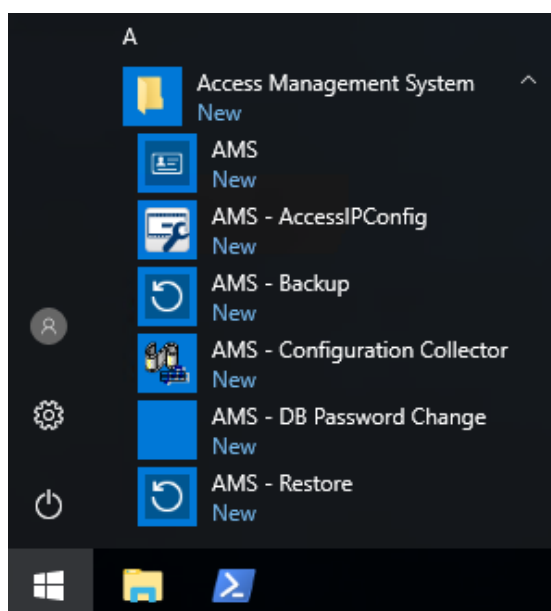 A
Access Management System
New
AMS
New
AMS - AccessIPConfig
New
AMS - Backup
New
AMS - Configuration Collector
New
AMS - DB Password Change
New
AMS - Restore
New